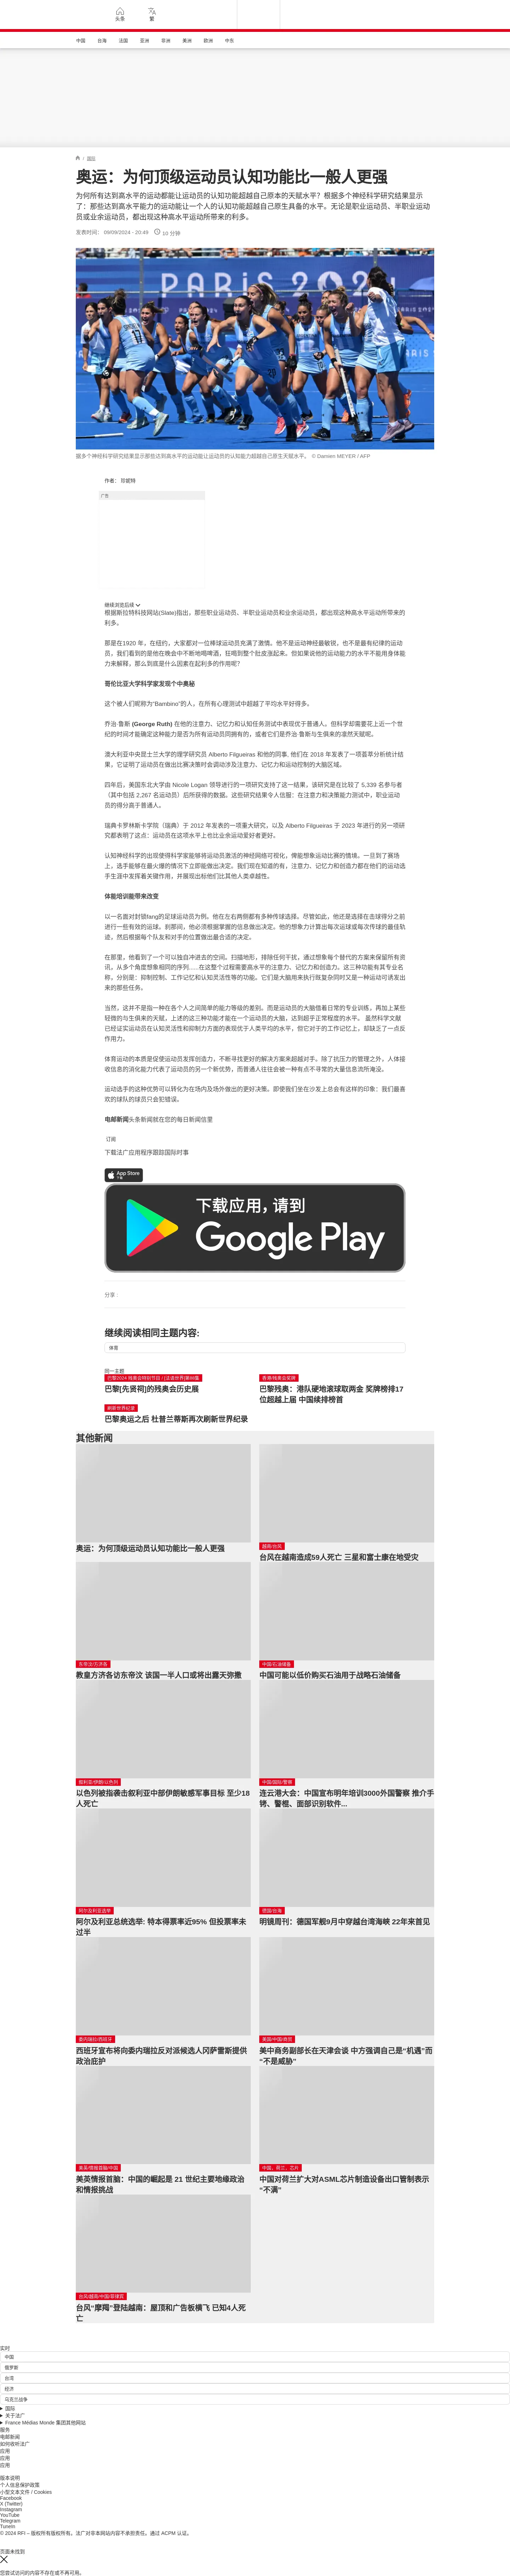 头条
繁
中国
台海
法国
亚洲
非洲
美洲
欧洲
中东
/ 国际
奥运：为何顶级运动员认知功能比一般人更强
为何所有达到高水平的运动都能让运动员的认知功能超越自己原本的天赋水平？根据多个神经科学研究结果显示了：那些达到高水平能力的运动能让一个人的认知功能超越自己原生具备的水平。无论是职业运动员、半职业运动员或业余运动员，都出现这种高水平运动所带来的利多。
发表时间： 09/09/2024 - 20:49
10 分钟
PARIS 2
PARIS
据多个神经科学研究结果显示那些达到高水平的运动能让运动员的认知能力超越自己原生天赋水平。 © Damien MEYER / AFP
作者： 珍妮特
广告
继续浏览后续
根据斯拉特科技网站(Slate)指出，那些职业运动员、半职业运动员和业余运动员，都出现这种高水平运动所带来的利多。
那是在1920 年，在纽约，大家都对一位棒球运动员充满了激情。他不是运动神经最敏锐，也不是最有纪律的运动员，我们看到的是他在晚会中不断地喝啤酒，狂喝到整个肚皮涨起来。但如果说他的运动能力的水平不能用身体能力来解释，那么到底是什么因素在起利多的作用呢？
哥伦比亚大学科学家发现个中奥秘
这个被人们昵称为“Bambino”的人，在所有心理测试中超越了平均水平好得多。
乔治·鲁斯 (George Ruth) 在他的注意力、记忆力和认知任务测试中表现优于普通人。但科学却需要花上近一个世纪的时间才能确定这种能力是否为所有运动员同拥有的，或者它们是乔治·鲁斯与生俱来的凛然天赋呢。
澳大利亚中央昆士兰大学的理学研究员 Alberto Filgueiras 和他的同事, 他们在 2018 年发表了一项荟萃分析统计结果，它证明了运动员在做出比赛决策时会调动涉及注意力、记忆力和运动控制的大脑区域。
四年后，美国东北大学由 Nicole Logan 领导进行的一项研究支持了这一结果，该研究是在比较了 5,339 名参与者（其中包括 2,267 名运动员）后所获得的数据。这些研究结果令人信服：在注意力和决策能力测试中，职业运动员的得分高于普通人。
瑞典卡罗林斯卡学院（瑞典）于 2012 年发表的一项重大研究，以及 Alberto Filgueiras 于 2023 年进行的另一项研究都表明了这点：运动员在这项水平上也比业余运动爱好者更好。
认知神经科学的出现使得科学家能够将运动员激活的神经网络可视化，俾能想象运动比赛的情境。一旦到了赛场上，选手能够在最火爆的情况下立即能做出决定。我们现在知道的有，注意力、记忆力和创造力都在他们的运动选手生涯中发挥着关键作用，并展现出标他们比其他人类卓越性。
体能培训能带来改变
以一名面对封锁fang的足球运动员为例。他在左右两侧都有多种传球选择。尽管如此，他还是选择在击球得分之前进行一些有效的运球。到那间，他必须根据掌握的信息做出决定。他的想象力计算出每次运球或每次传球的最佳轨迹，然后根据每个队友和对手的位置做出最合适的决定。
在那里，他看到了一个可以独自冲进去的空间。扫描地形，排除任何干扰，通过想象每个替代的方案来保留所有资讯，从多个角度想象相同的序列......在这整个过程需要高水平的注意力、记忆力和创造力。这三种功能有其专业名称，分别是：抑制控制、工作记忆和认知灵活性等的功能。它们是大脑用来执行既复杂同时又是一种运动可诱发出来的那些任务。
当然，这并不是指一种在各个人之间简单的能力等级的差别。而是运动员的大脑借着日常的专业训练，再加上某些轻微的与生俱来的天赋，上述的这三种功能才能在一个运动员的大脑，达到超乎正常程度的水平。 虽然科学文献已经证实运动员在认知灵活性和抑制力方面的表现优于人类平均的水平，但它对于的工作记忆上，却缺乏了一点反作用力。
体育运动的本质是促使运动员发挥创造力，不断寻找更好的解决方案来超越对手。除了抗压力的管理之外，人体接收信息的消化能力代表了运动员的另一个新优势，而普通人往往会被一种有点不寻常的大量信息流所淹没。
运动选手的这种优势可以转化为在场内及场外做出的更好决策。即使我们坐在沙发上总会有这样的印象：我们最喜欢的球队的球员只会犯错误。
电邮新闻头条新闻就在您的每日新闻信里
订阅
下载法广应用程序跟踪国际时事
App Store
下载
下载应用，请到
Google Play
分享 :
继续阅读相同主题内容:
体育
同一主题
巴黎2024 残奥会特别节目 / [法语世界]第88集
巴黎[先贤祠]的残奥会历史展
香港/残奥会奖牌
巴黎残奥：港队硬地滚球取两金 奖牌榜排17位超越上届 中国续排榜首
刷新世界纪录
巴黎奥运之后 杜普兰蒂斯再次刷新世界纪录
其他新闻
奥运：为何顶级运动员认知功能比一般人更强
越南/台风
台风在越南造成59人死亡 三星和富士康在地受灾
东帝汶/方济各
教皇方济各访东帝汶 该国一半人口或将出露天弥撒
中国/石油储备
中国可能以低价购买石油用于战略石油储备
叙利亚/伊朗/以色列
以色列被指袭击叙利亚中部伊朗敏感军事目标 至少18人死亡
中国/国际/警察
连云港大会：中国宣布明年培训3000外国警察 推介手铐、警棍、面部识别软件...
阿尔及利亚选举
阿尔及利亚总统选举: 特本得票率近95% 但投票率未过半
德国/台海
明镜周刊：德国军舰9月中穿越台湾海峡 22年来首见
委内瑞拉/西班牙
西班牙宣布将向委内瑞拉反对派候选人冈萨雷斯提供政治庇护
美国/中国/商贸
美中商务副部长在天津会谈 中方强调自己是“机遇”而“不是威胁”
美英/情报首脑/中国
美英情报首脑：中国的崛起是 21 世纪主要地缘政治和情报挑战
中国、荷兰、芯片
中国对荷兰扩大对ASML芯片制造设备出口管制表示“不满”
台风/越南/中国/菲律宾
台风“摩羯”登陆越南：屋顶和广告板横飞 已知4人死亡
实时
中国
俄罗斯
台湾
经济
乌克兰战争
国际
关于法广
France Médias Monde 集团其他网站
服务
电邮新闻
如何收听法广
应用
应用
应用
版本说明
个人信息保护政策
小型文本文件 / Cookies
Facebook
X (Twitter)
Instagram
YouTube
Telegram
TuneIn
© 2024 RFI – 版权所有版权所有。法广对非本网站内容不承担责任。通过 ACPM 认证。
页面未找到
您尝试访问的内容不存在或不再可用。